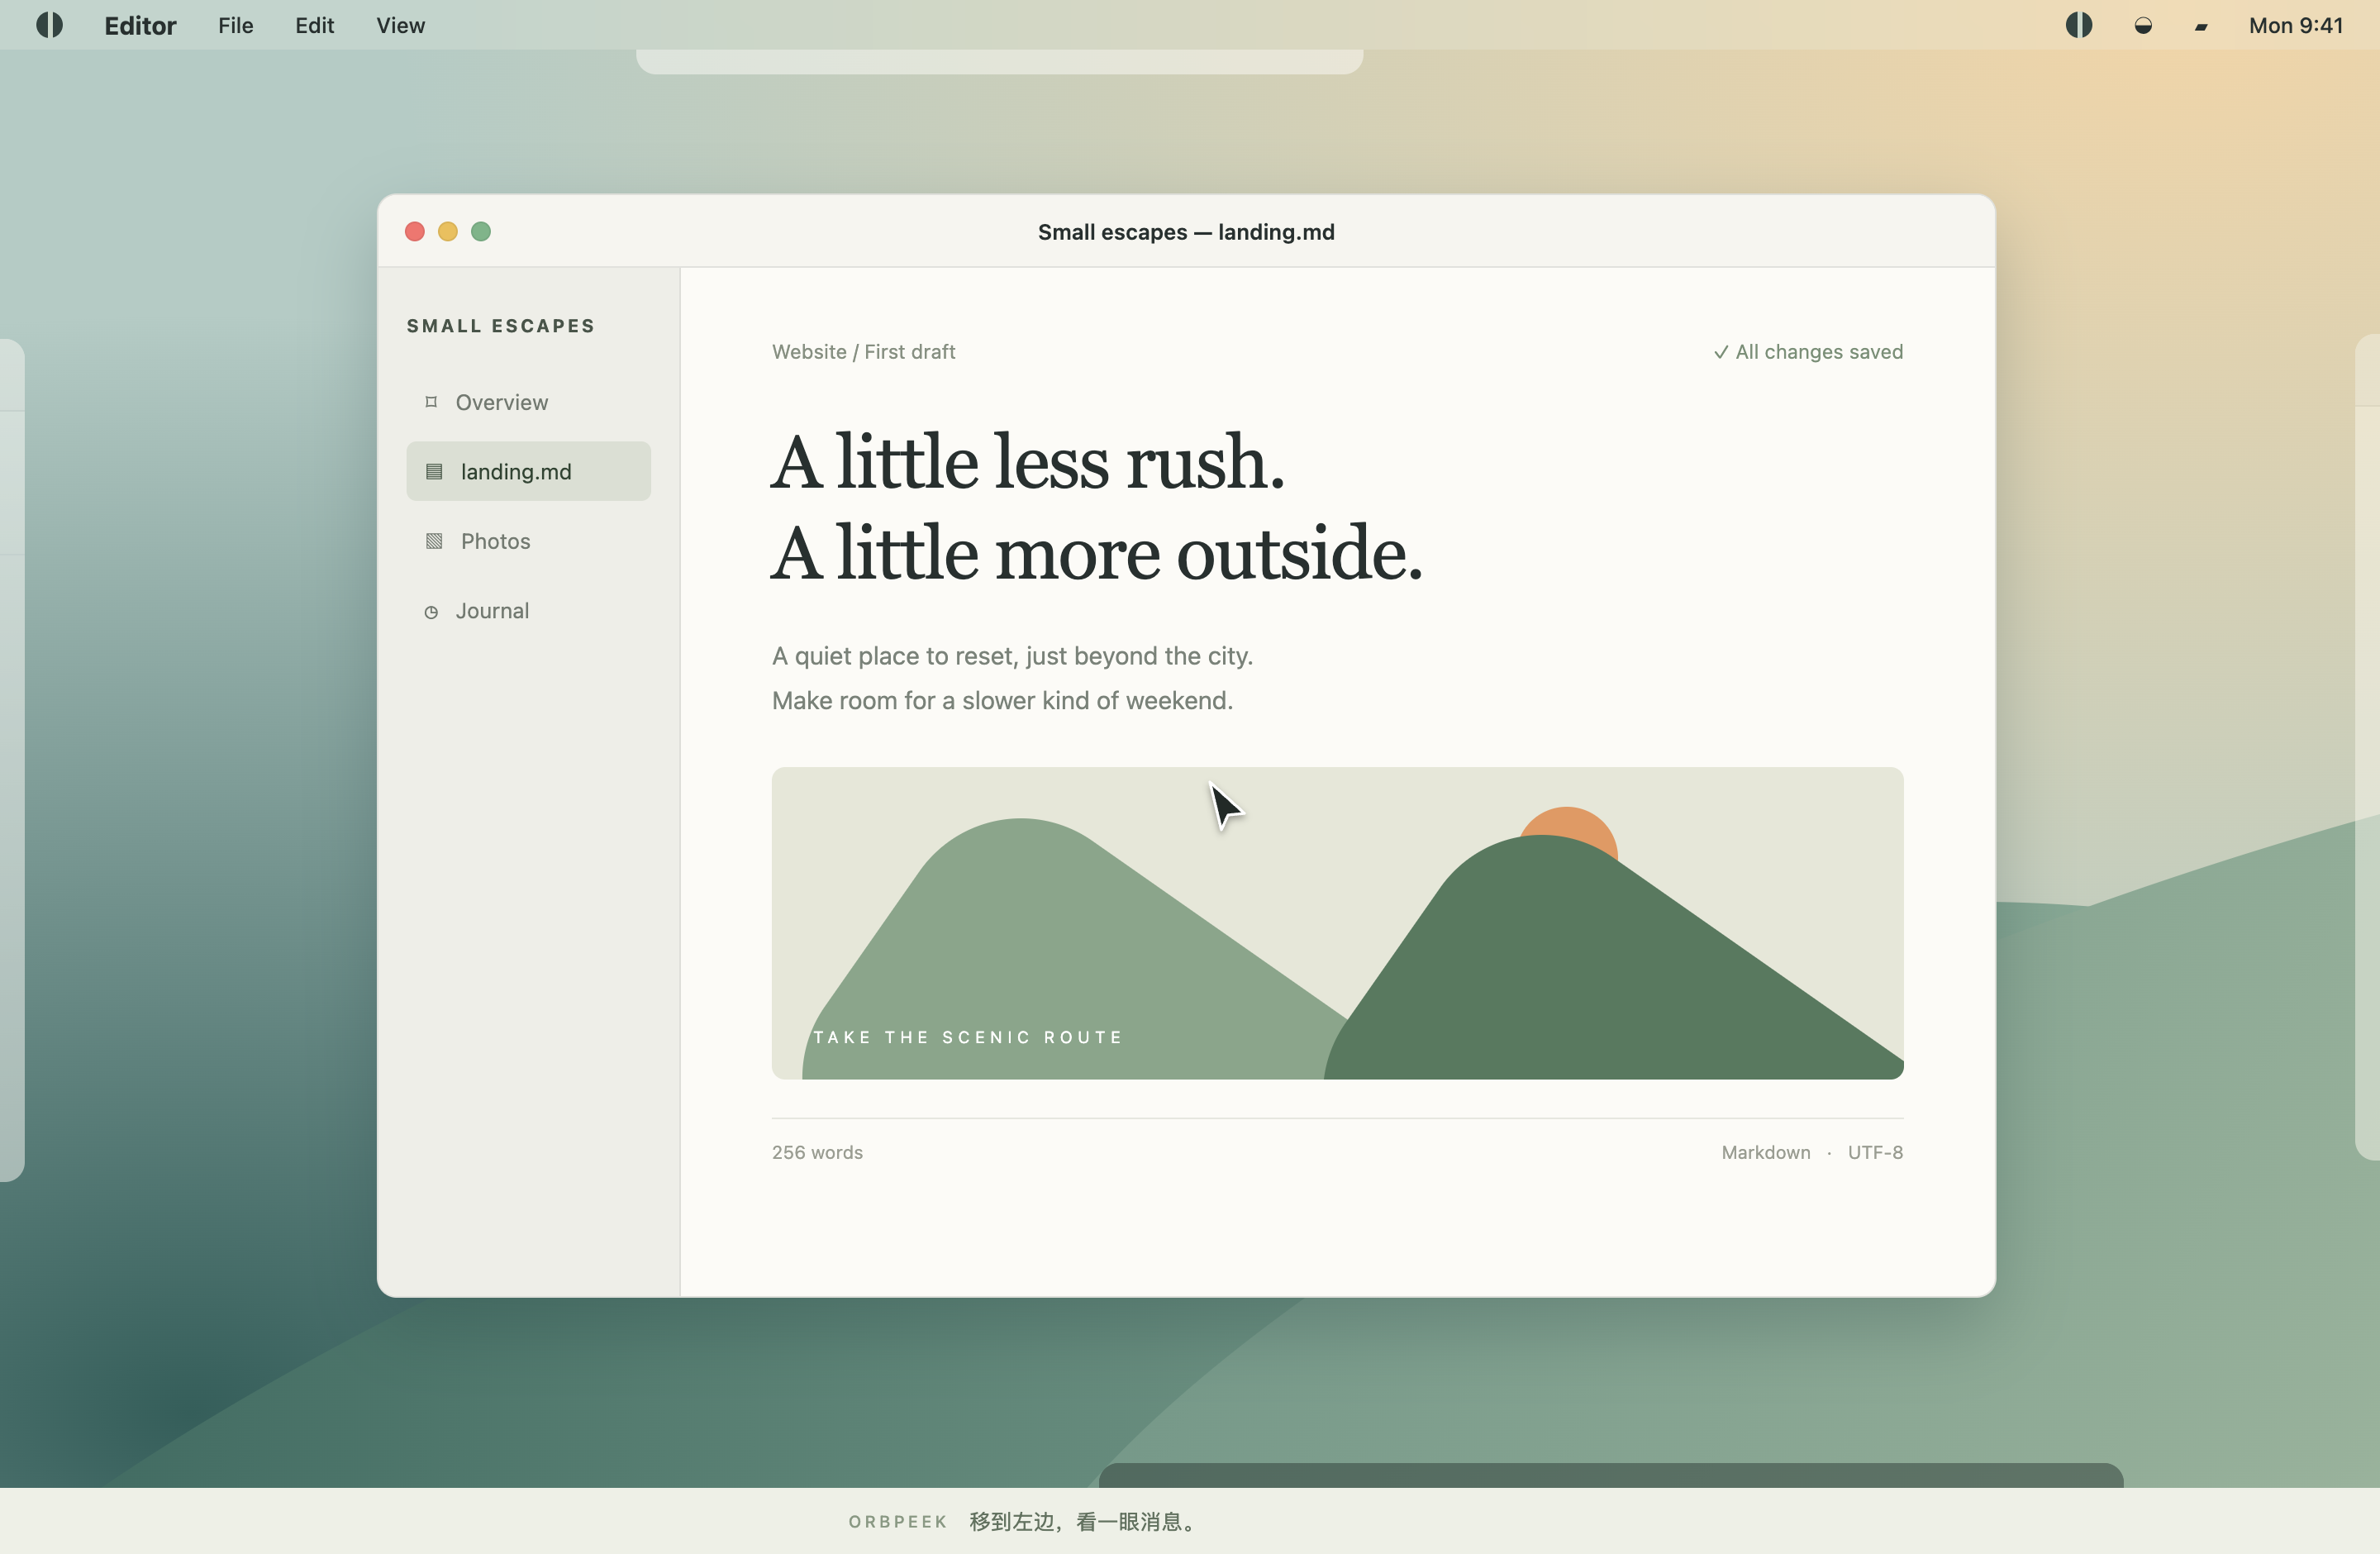 Editor File Edit View Mon 9:41
Small escapes — landing.md
SMALL ESCAPES
Overview
landing.md
Photos
Journal
Website / First draft ✓ All changes saved
A little less rush.
A little more outside.
A quiet place to reset, just beyond the city.
Make room for a slower kind of weekend.
TAKE THE SCENIC ROUTE
256 words Markdown · UTF-8
ORBPEEK 移到左边，看一眼消息。